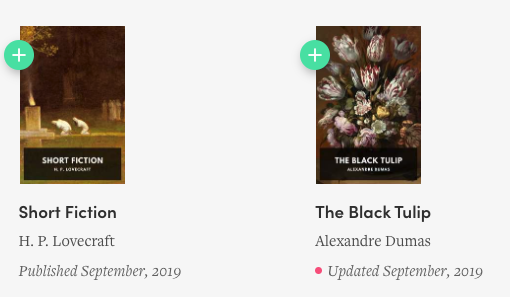 SHORT FICTION
H. P. LOVECRAFT
Short Fiction
H. P. Lovecraft
Published September, 2019
THE BLACK TULIP
ALEXANDRE DUMAS
The Black Tulip
Alexandre Dumas
Updated September, 2019